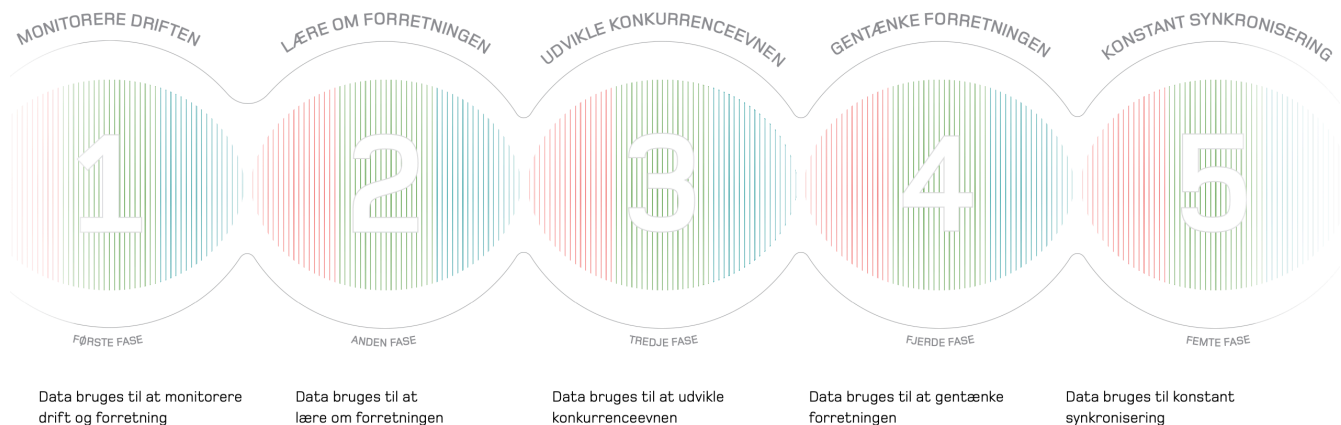 MONITORERE DRIFTEN
LÆRE OM FORRETNINGEN
UDVIKLE KONKURRENCEEVNEN
GENTÆNKE FORRETNINGEN
KONSTANT SYNKRONISERING
1
2
3
4
5
FØRSTE FASE
ANDEN FASE
TREDJE FASE
FJERDE FASE
FEMTE FASE
Data bruges til at monitorere
drift og forretning
Data bruges til at
lære om forretningen
Data bruges til at udvikle
konkurrenceevnen
Data bruges til at gentænke
forretningen
Data bruges til konstant
synkronisering